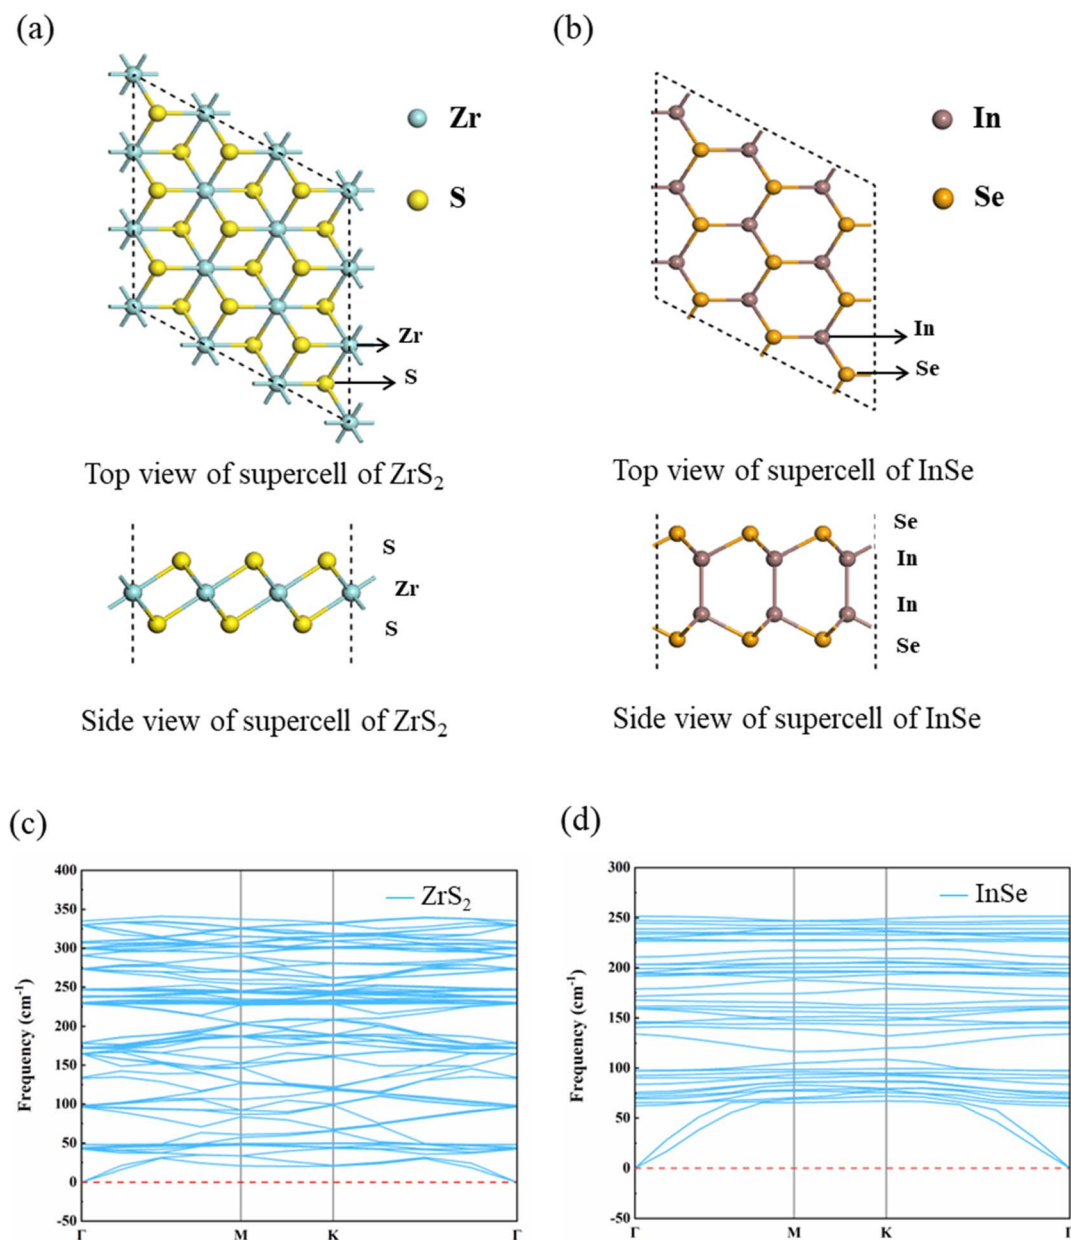 (a)
Zr
S
Zr
S
Top view of supercell of ZrS₂
S
Zr
S
Side view of supercell of ZrS₂
(b)
In
Se
In
Se
Top view of supercell of InSe
Se
In
In
Se
Side view of supercell of InSe
(c)
ZrS₂
Frequency (cm⁻¹)
400
350
300
250
200
150
100
50
0
-50
Γ M K Γ
(d)
InSe
Frequency (cm⁻¹)
300
250
200
150
100
50
0
-50
Γ M K Γ